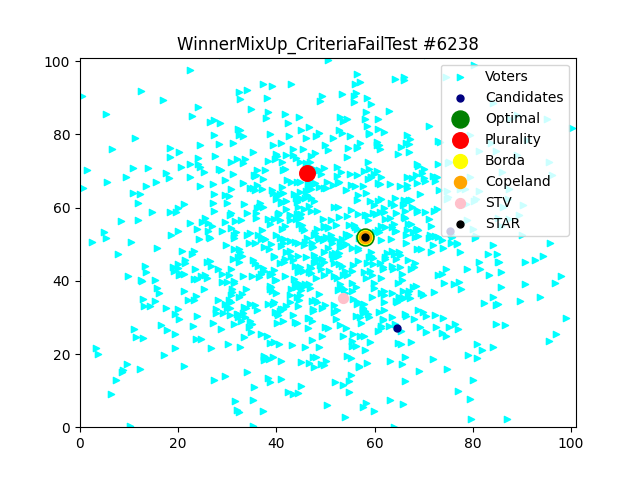 WinnerMixUp_CriteriaFailTest #6238
100
80
60
40
20
0
0 20 40 60 80 100
Voters
Candidates
Optimal
Plurality
Borda
Copeland
STV
STAR